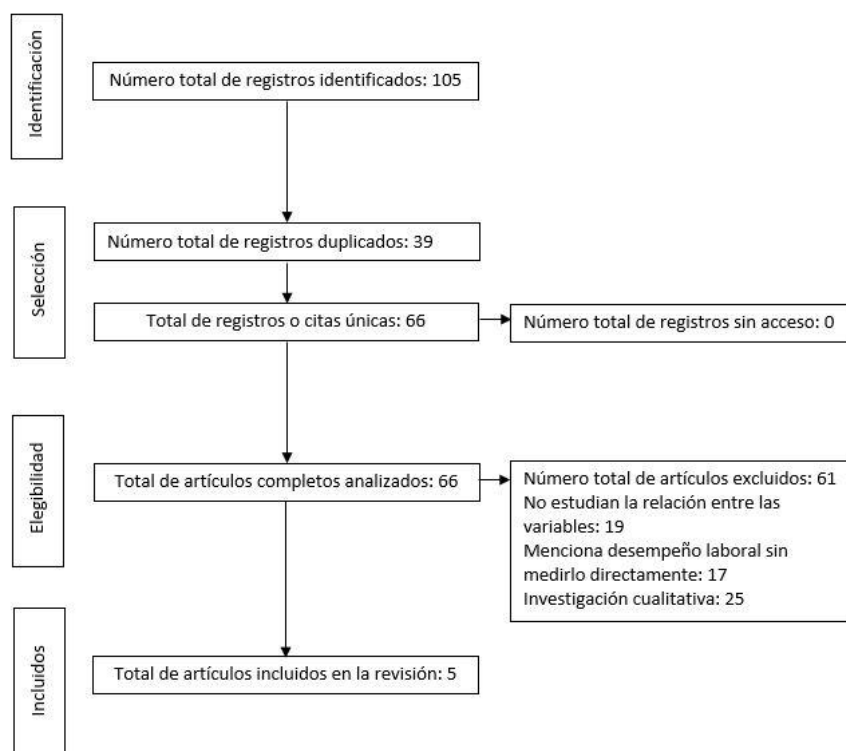 Identificación
Número total de registros identificados: 105
Selección
Número total de registros duplicados: 39
Total de registros o citas únicas: 66
Número total de registros sin acceso: 0
Elegibilidad
Total de artículos completos analizados: 66
Número total de artículos excluidos: 61
No estudian la relación entre las
variables: 19
Menciona desempeño laboral sin
medirlo directamente: 17
Investigación cualitativa: 25
Incluidos
Total de artículos incluidos en la revisión: 5